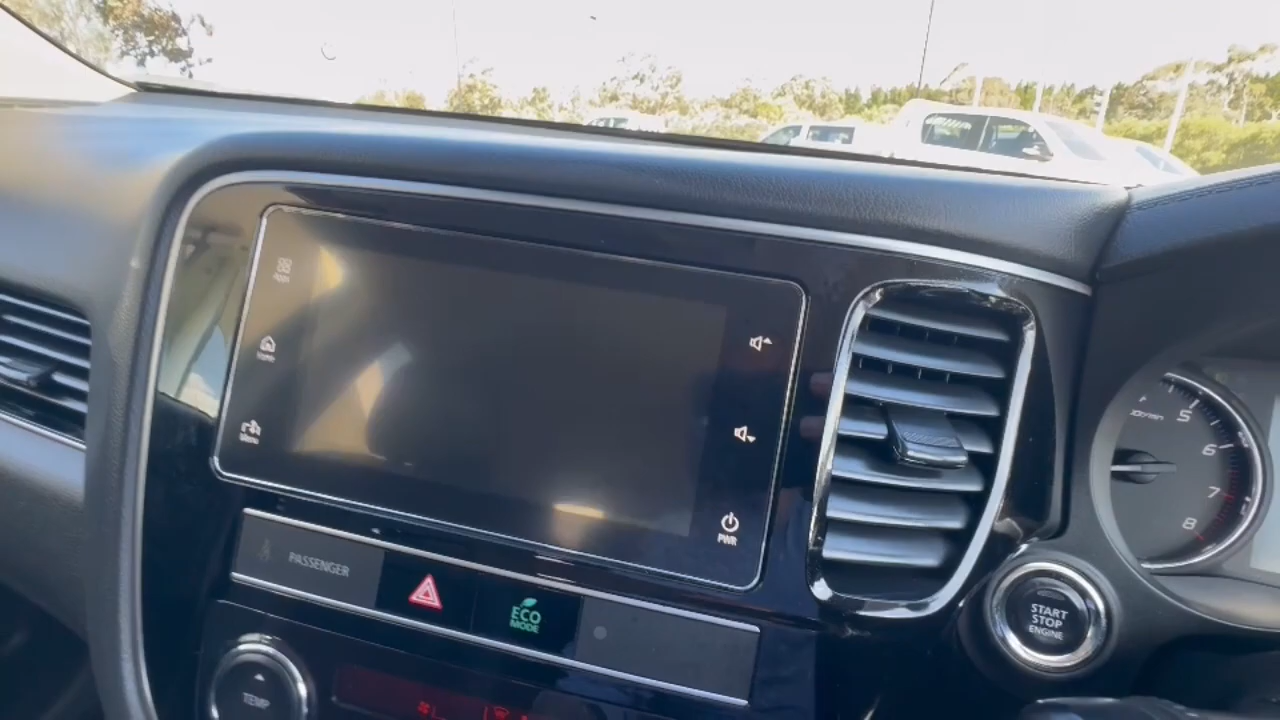 Apps
Home
Menu
PWR
PASSENGER
ECO
MODE
TEMP
START
STOP
ENGINE
5
6
7
8